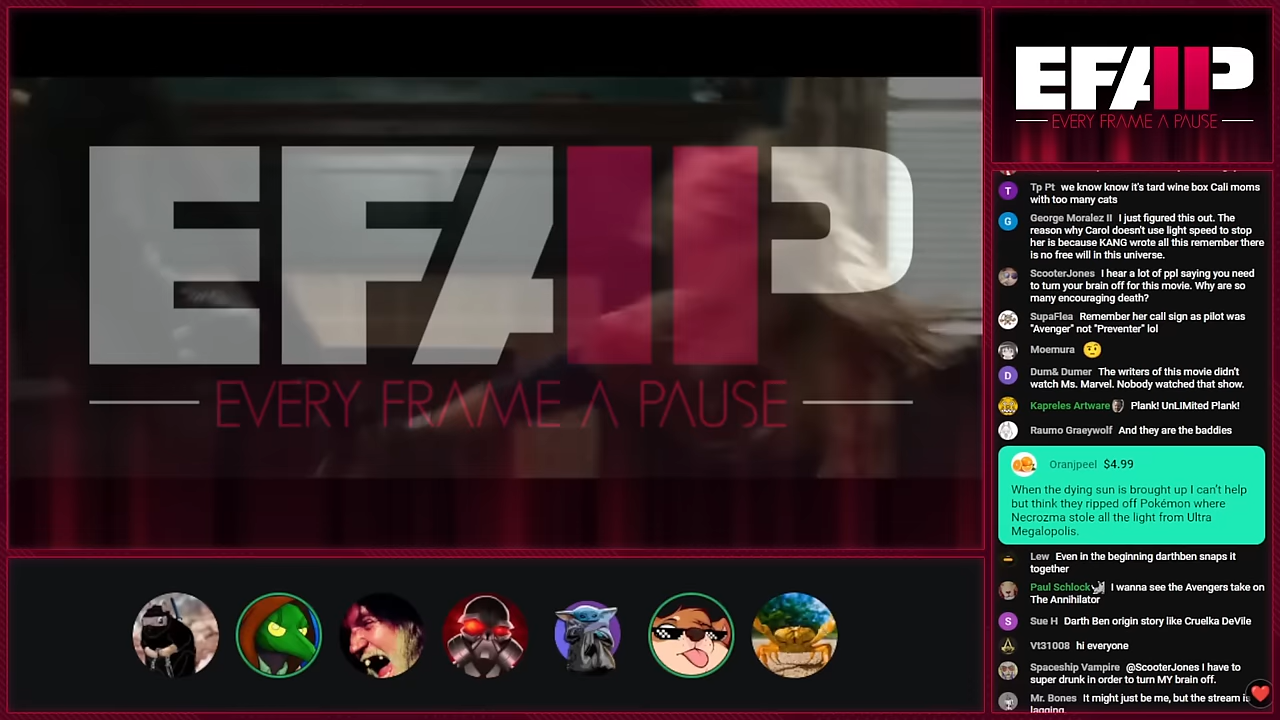 EFAP
EVERY FRAME A PAUSE
EFAP
EVERY FRAME A PAUSE
T Tp Pt we know know it's tard wine box Cali moms
with too many cats
G George Moralez II I just figured this out. The
reason why Carol doesn't use light speed to stop
her is because KANG wrote all this remember there
is no free will in this universe.
ScooterJones I hear a lot of ppl saying you need
to turn your brain off for this movie. Why are so
many encouraging death?
SupaFlea Remember her call sign as pilot was
"Avenger" not "Preventer" lol
Moemura 🤨
D Dum& Dumer The writers of this movie didn't
watch Ms. Marvel. Nobody watched that show.
Kapreles Artware Plank! UnLIMited Plank!
Raumo Graeywolf And they are the baddies
Oranjpeel $4.99
When the dying sun is brought up I can't help
but think they ripped off Pokémon where
Necrozma stole all the light from Ultra
Megalopolis.
Lew Even in the beginning darthben snaps it
together
Paul Schlock I wanna see the Avengers take on
The Annihilator
S Sue H Darth Ben origin story like Cruelka DeVile
Vt31008 hi everyone
Spaceship Vampire @ScooterJones I have to
super drunk in order to turn MY brain off.
Mr. Bones It might just be me, but the stream is
lagging.